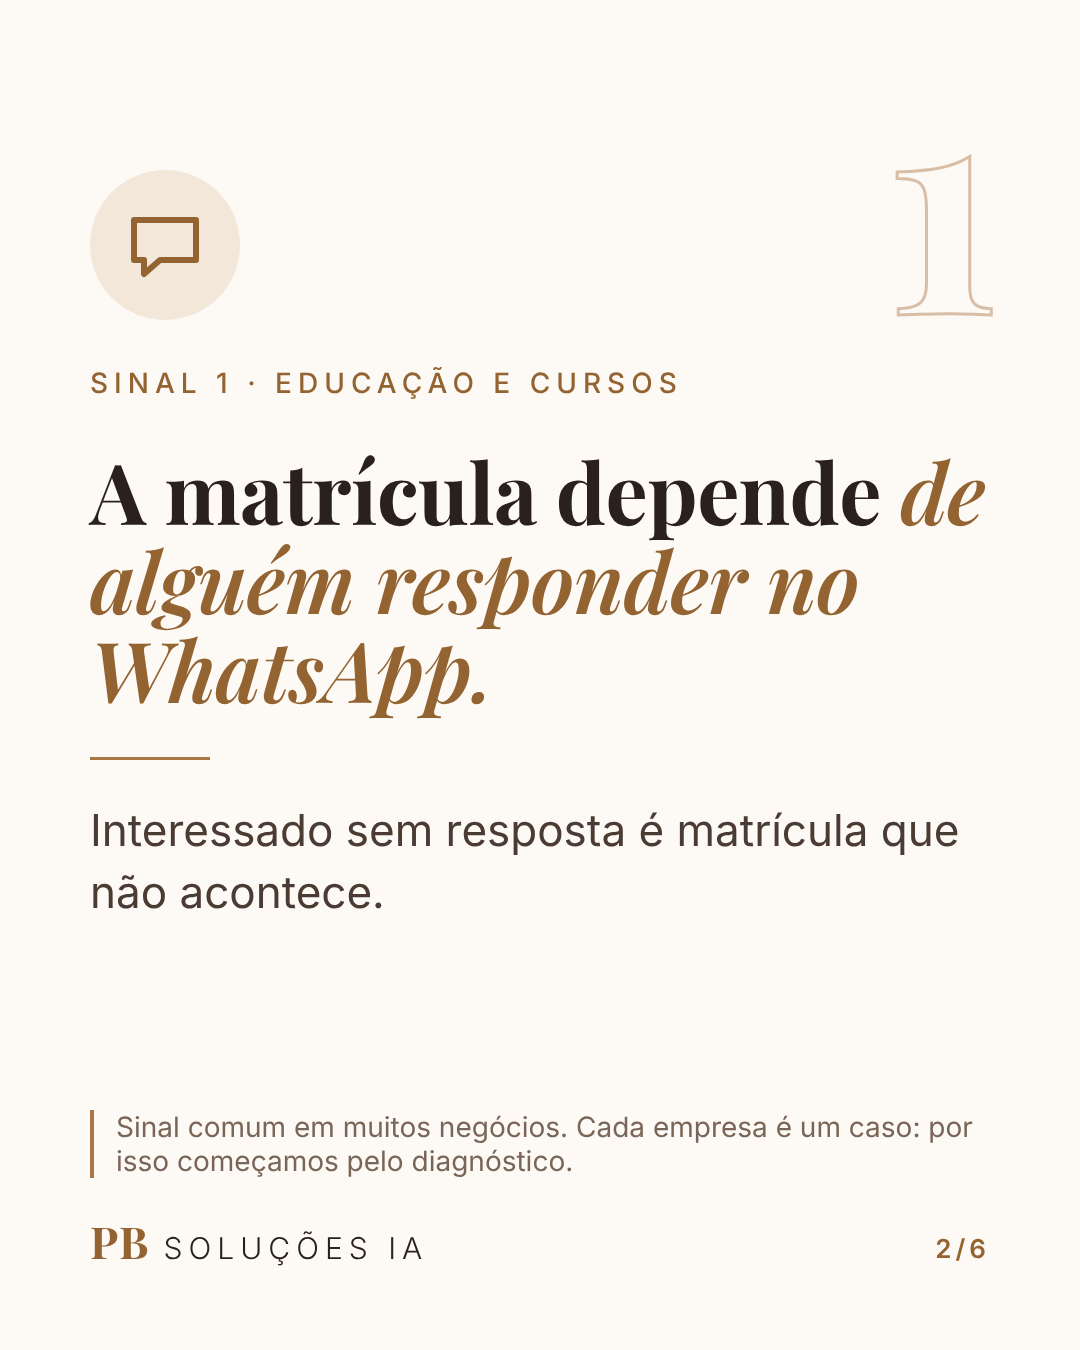 1
SINAL 1 · EDUCAÇÃO E CURSOS
A matrícula depende de
alguém responder no
WhatsApp.
Interessado sem resposta é matrícula que
não acontece.
Sinal comum em muitos negócios. Cada empresa é um caso: por
isso começamos pelo diagnóstico.
PB SOLUÇÕES IA
2/6